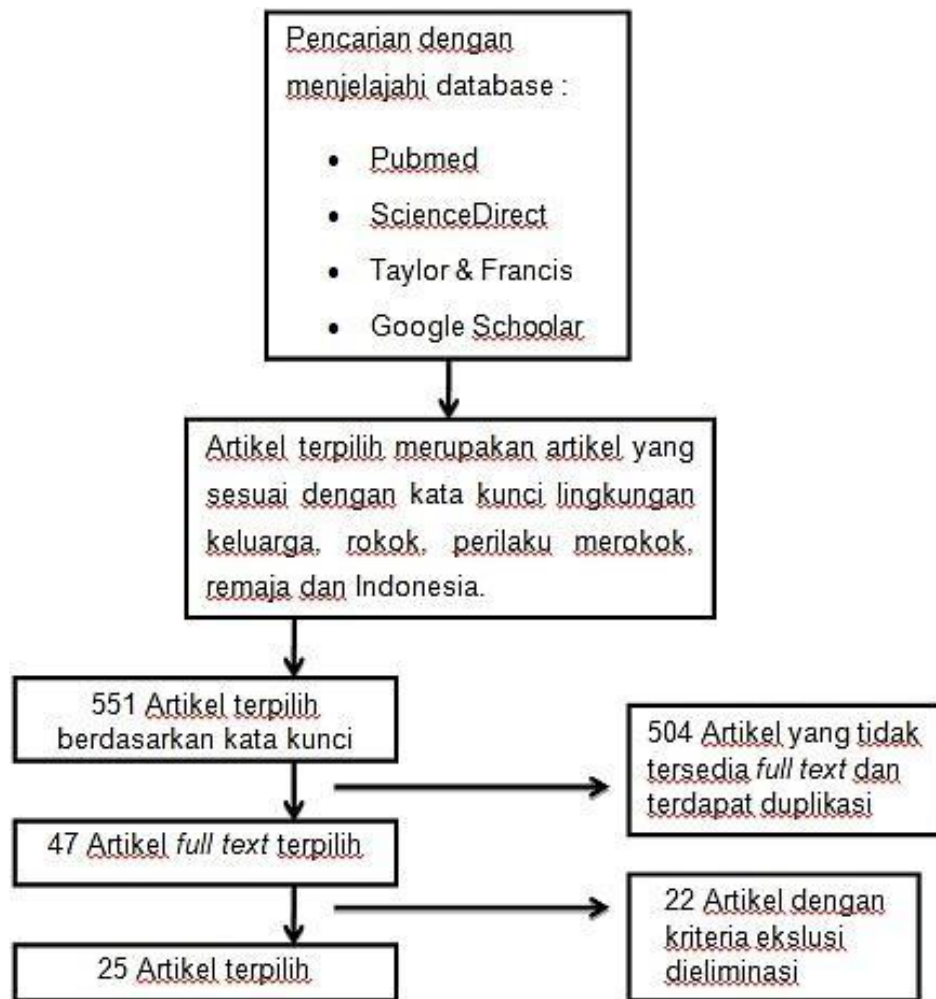 Pencarian dengan
menjelajahi database :
• Pubmed
• ScienceDirect
• Taylor & Francis
• Google Schoolar
Artikel terpilih merupakan artikel yang
sesuai dengan kata kunci lingkungan
keluarga, rokok, perilaku merokok,
remaja dan Indonesia.
551 Artikel terpilih
berdasarkan kata kunci
504 Artikel yang tidak
tersedia full text dan
terdapat duplikasi
47 Artikel full text terpilih
22 Artikel dengan
kriteria ekslusi
dieliminasi
25 Artikel terpilih